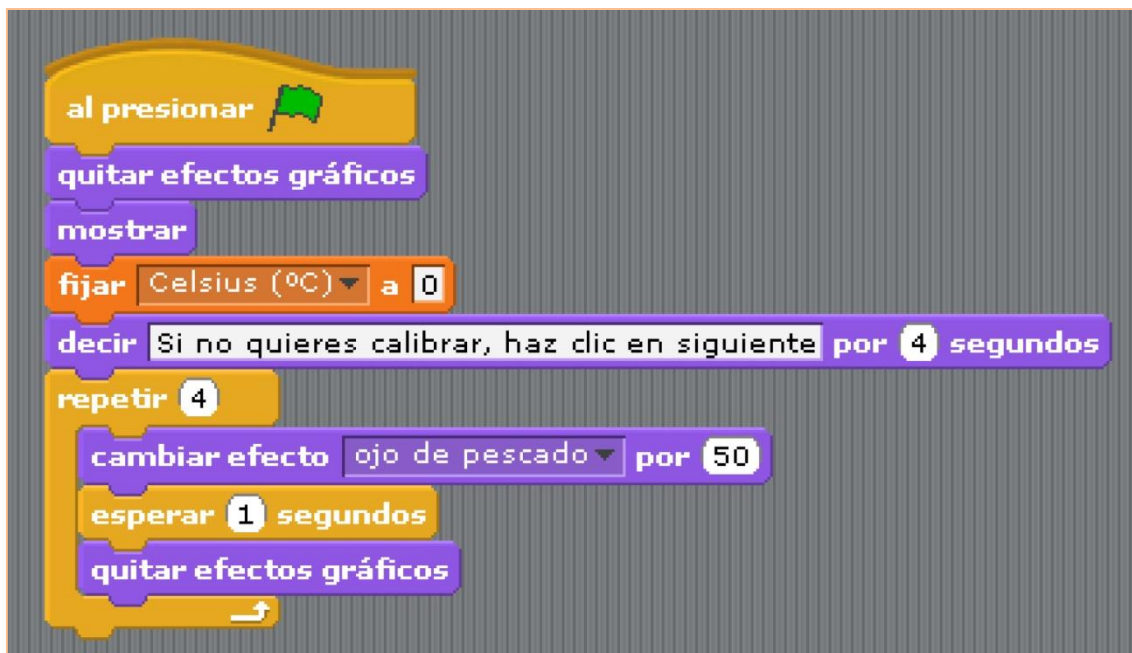 al presionar
quitar efectos gráficos
mostrar
fijar Celsius (ºC) a 0
decir Si no quieres calibrar, haz clic en siguiente por 4 segundos
repetir 4
cambiar efecto ojo de pescado por 50
esperar 1 segundos
quitar efectos gráficos